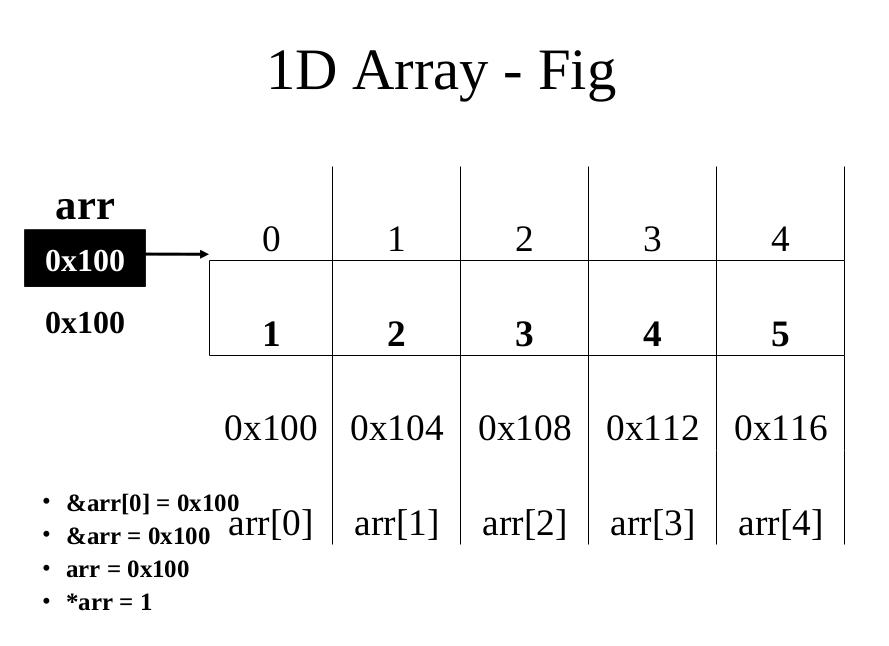 1D Array - Fig
arr
0 1 2 3 4
0x100
0x100
1 2 3 4 5
0x100 0x104 0x108 0x112 0x116
arr[0] arr[1] arr[2] arr[3] arr[4]
• &arr[0] = 0x100
• &arr = 0x100
• arr = 0x100
• *arr = 1